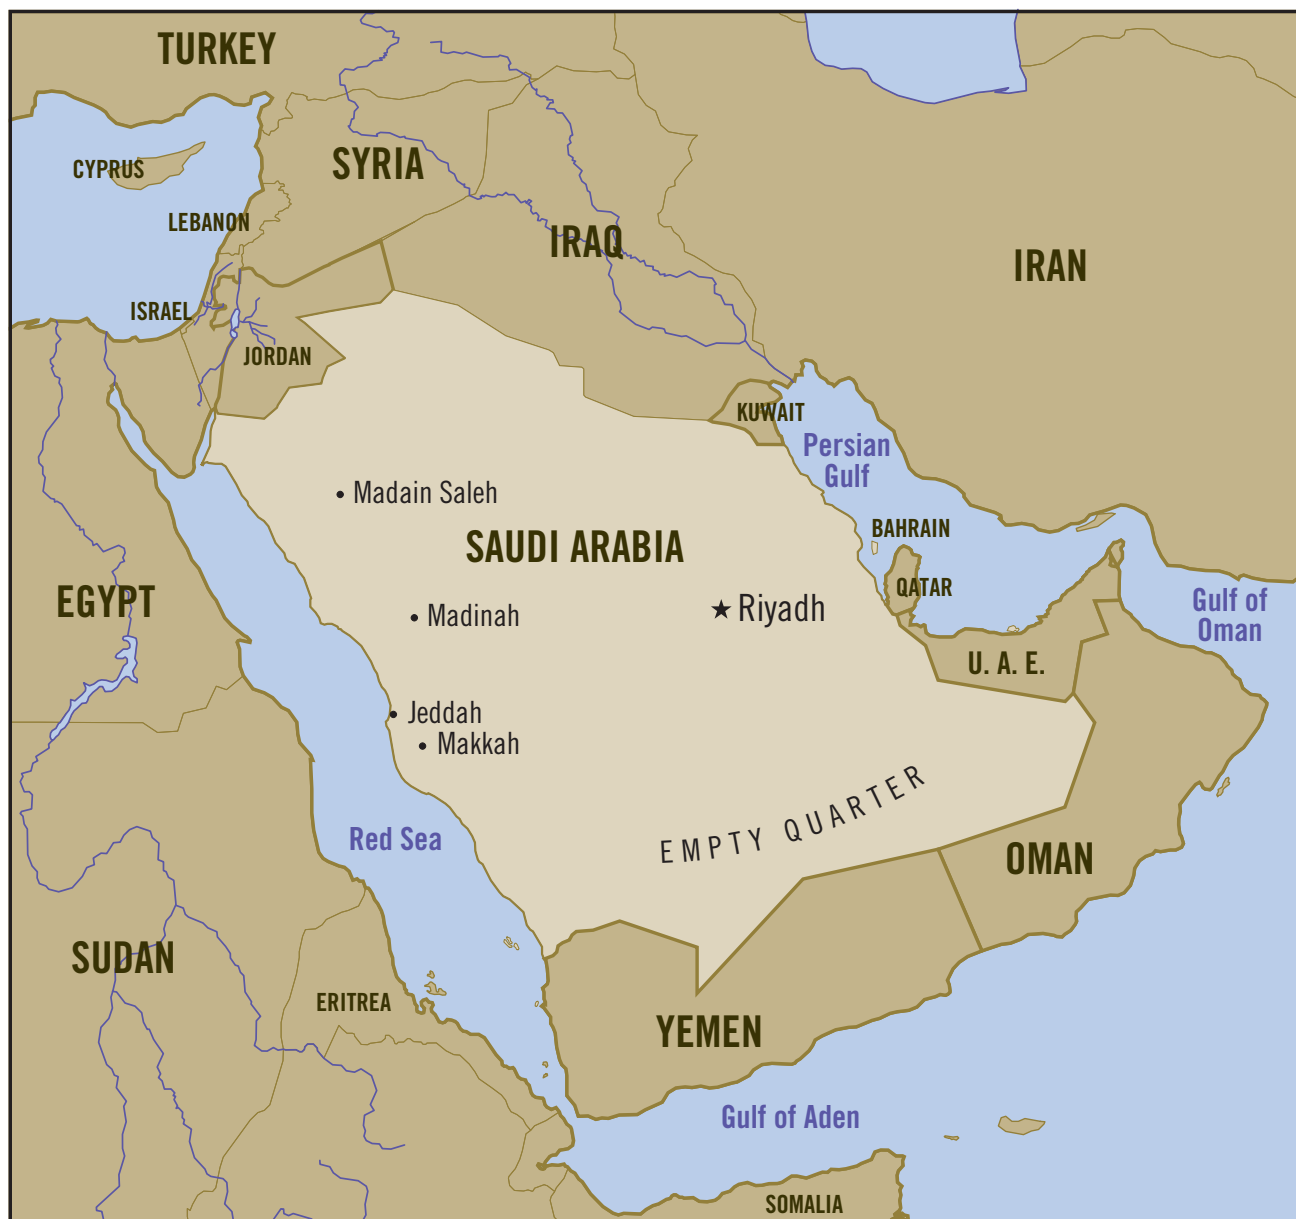 TURKEY
CYPRUS
SYRIA
LEBANON
IRAQ
IRAN
ISRAEL
JORDAN
KUWAIT
Persian
Gulf
Madain Saleh
SAUDI ARABIA
BAHRAIN
QATAR
EGYPT
Madinah
Riyadh
Gulf of
Oman
U. A. E.
Jeddah
Makkah
EMPTY QUARTER
Red Sea
OMAN
SUDAN
ERITREA
YEMEN
Gulf of Aden
SOMALIA